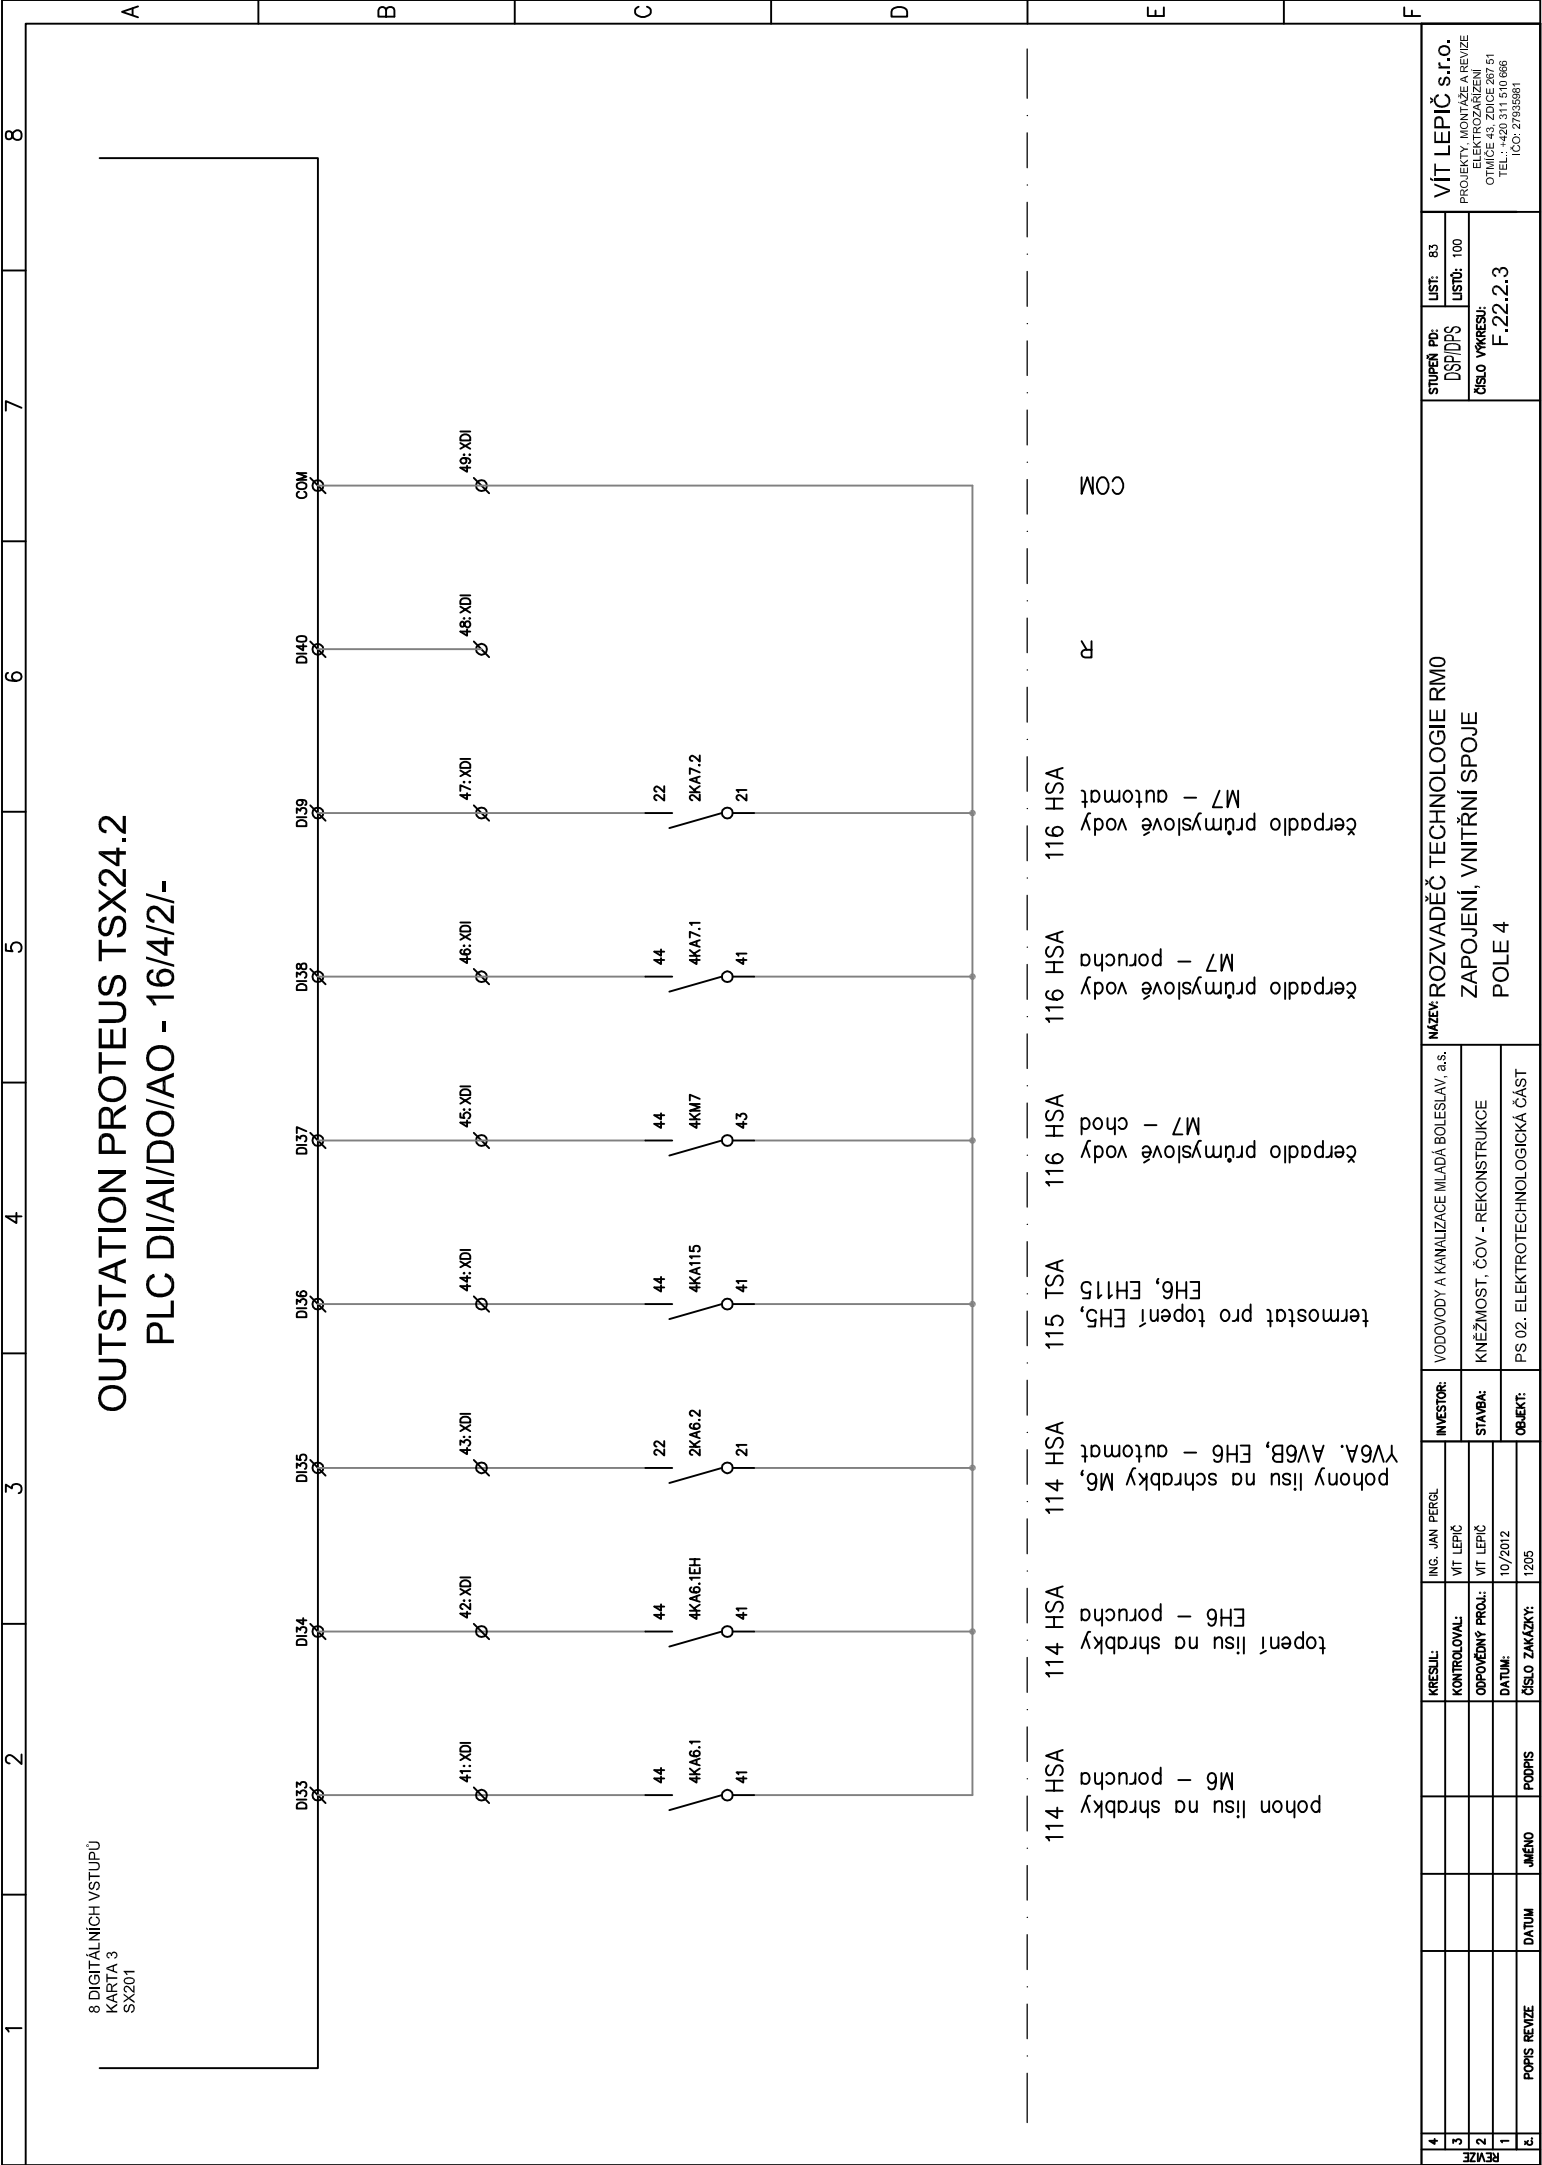 1
2
3
4
5
6
7
8
A
B
C
D
E
F
8 DIGITÁLNÍCH VSTUPŮ
KARTA 3
SX201
OUTSTATION PROTEUS TSX24.2
PLC DI/AI/DO/AO - 16/4/2/-
DI33
DI34
DI35
DI36
DI37
DI38
DI39
DI40
COM
41:XDI
42:XDI
43:XDI
44:XDI
45:XDI
46:XDI
47:XDI
48:XDI
49:XDI
44
4KA6.1
41
44
4KA6.1EH
41
22
2KA6.2
21
44
4KA115
41
44
4KM7
43
44
4KA7.1
41
22
2KA7.2
21
114 HSA
pohon lisu na shrabky
M6 - porucha
114 HSA
topení lisu na shrabky
EH6 - porucha
114 HSA
pohony lisu na schrabky M6,
YV6A. AV6B, EH6 - automat
115 TSA
termostat pro topení EH5,
EH6, EH115
116 HSA
čerpadlo průmyslové vody
M7 - chod
116 HSA
čerpadlo průmyslové vody
M7 - porucha
116 HSA
čerpadlo průmyslové vody
M7 - automat
R
COM
REVIZE
4
3
2
1
č.
POPIS REVIZE
DATUM
JMÉNO
PODPIS
KRESLIL: ING. JAN PERGL
KONTROLOVAL: VÍT LEPIČ
ODPOVĚDNÝ PROJ.: VÍT LEPIČ
DATUM: 10/2012
ČÍSLO ZAKÁZKY: 1205
INVESTOR: VODOVODY A KANALIZACE MLADÁ BOLESLAV, a.s.
STAVBA: KNĚŽMOST, ČOV - REKONSTRUKCE
OBJEKT: PS 02. ELEKTROTECHNOLOGICKÁ ČÁST
NÁZEV: ROZVADĚČ TECHNOLOGIE RM0
ZAPOJENÍ, VNITŘNÍ SPOJE
POLE 4
STUPEŇ PD:
DSP/DPS
LIST: 83
LISTŮ: 100
ČÍSLO VÝKRESU:
F.22.2.3
VÍT LEPIČ s.r.o.
PROJEKTY, MONTÁŽE A REVIZE
ELEKTROZAŘÍZENÍ
OTMÍČE 43, ZDICE 267 51
TEL.: +420 311 510 666
IČO: 27935981